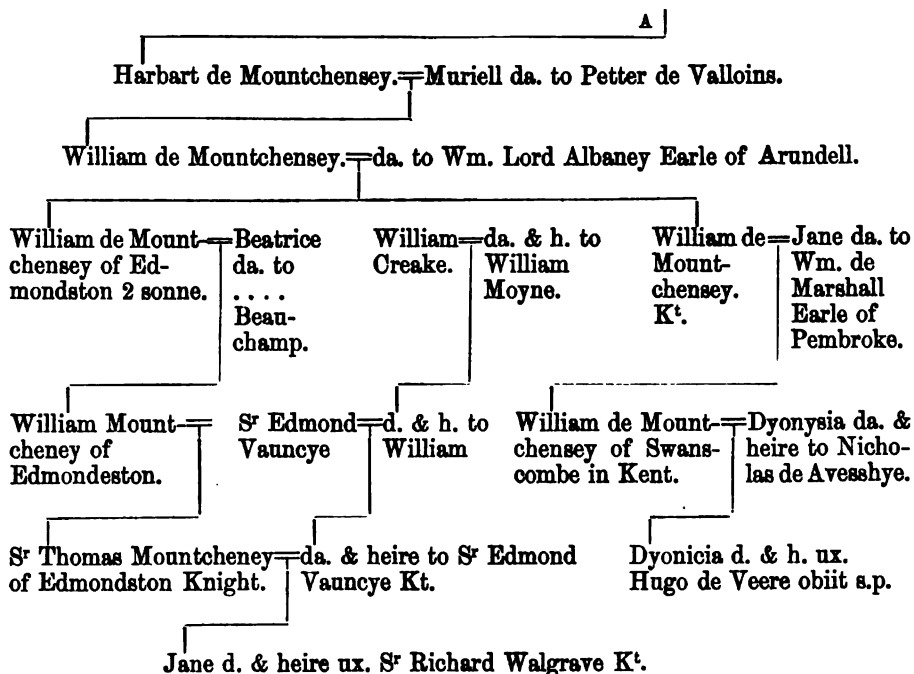 A
Harbart de Mountchensey.=Muriell da. to Petter de Valloins.
William de Mountchensey.=da. to Wm. Lord Albaney Earle of Arundell.
William de Mount-
chensey of Ed-
mondston 2 sonne.
=Beatrice
da. to
. . . .
Beau-
champ.
William
Creake.
=da. & h. to
William
Moyne.
William de
Mount-
chensey.
Kt.
=Jane da. to
Wm. de
Marshall
Earle of
Pembroke.
William Mount-=
cheney of
Edmondeston.
Sr Edmond
Vauncye
=d. & h. to
William
William de Mount-
chensey of Swans-
combe in Kent.
=Dyonysia da. &
heire to Nicho-
las de Avesshye.
Sr Thomas Mountcheney
of Edmondston Knight.
=da. & heire to Sr Edmond
Vauncye Kt.
Dyonicia d. & h. ux.
Hugo de Veere obiit s.p.
Jane d. & heire ux. Sr Richard Walgrave Kt.